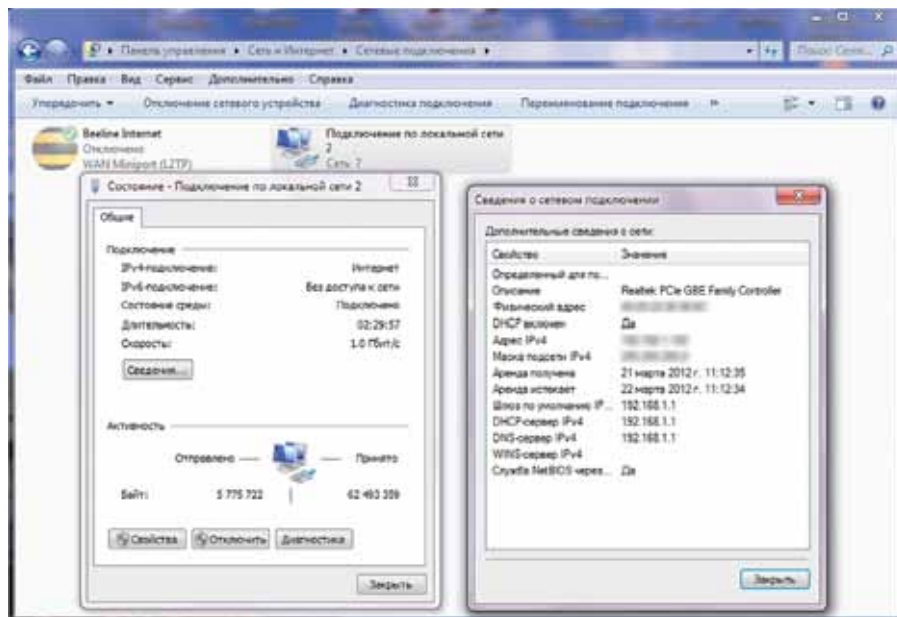 Панель управления ▸ Сеть и Интернет ▸ Сетевые подключения ▸
Поиск: Сете...
Файл Правка Вид Сервис Дополнительно Справка
Упорядочить ▾ Отключение сетевого устройства Диагностика подключения Переименование подключения »
Beeline Internet
Отключено
WAN Miniport (L2TP)
Подключение по локальной сети
2
Сеть 7
Состояние - Подключение по локальной сети 2
Общие
Подключение
IPv4-подключение: Интернет
IPv6-подключение: Без доступа к сети
Состояние среды: Подключено
Длительность: 02:29:57
Скорость: 1.0 Гбит/с
Сведения...
Активность
Отправлено — — Принято
Байт: 5 775 722 | 62 493 359
Свойства Отключить Диагностика
Закрыть
Сведения о сетевом подключении
Дополнительные сведения о сети:
Свойство Значение
Определенный для по...
Описание Realtek PCIe GBE Family Controller
Физический адрес
DHCP включен Да
Адрес IPv4
Маска подсети IPv4
Аренда получена 21 марта 2012 г. 11:12:35
Аренда истекает 22 марта 2012 г. 11:12:34
Шлюз по умолчанию IP... 192.168.1.1
DHCP-сервер IPv4 192.168.1.1
DNS-сервер IPv4 192.168.1.1
WINS-сервер IPv4
Служба NetBIOS через... Да
Закрыть